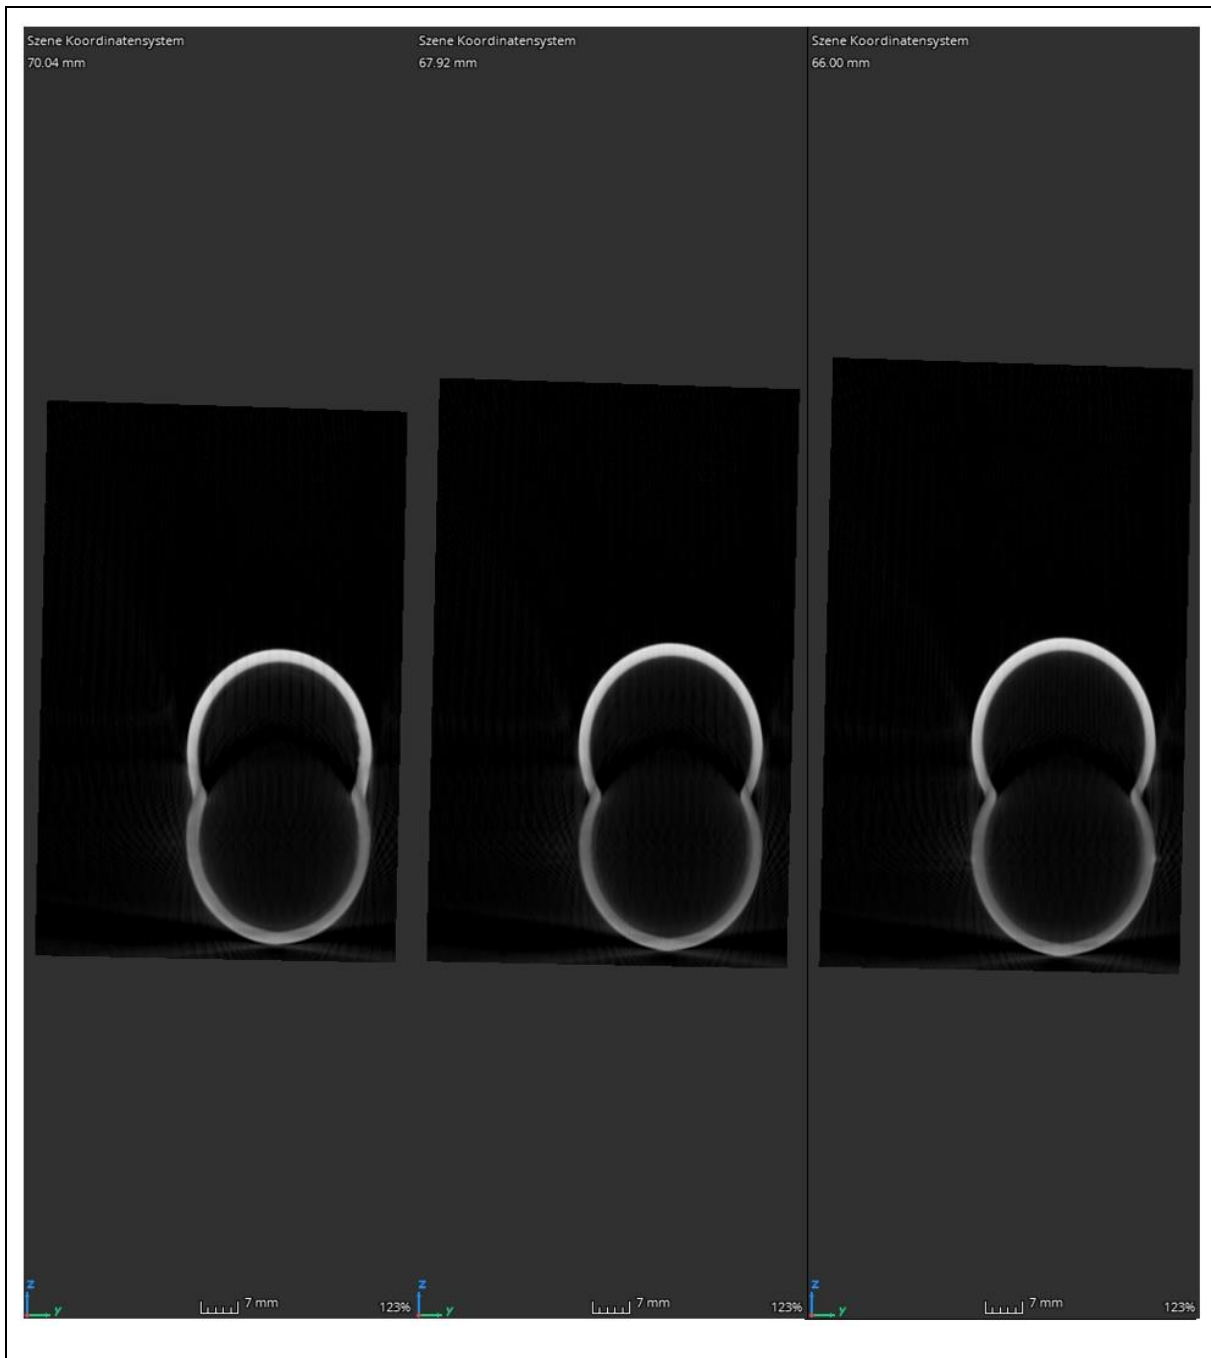 Szene Koordinatensystem
70.04 mm
Szene Koordinatensystem
67.92 mm
Szene Koordinatensystem
66.00 mm
z
y
7 mm
123%
z
y
7 mm
123%
z
y
7 mm
123%